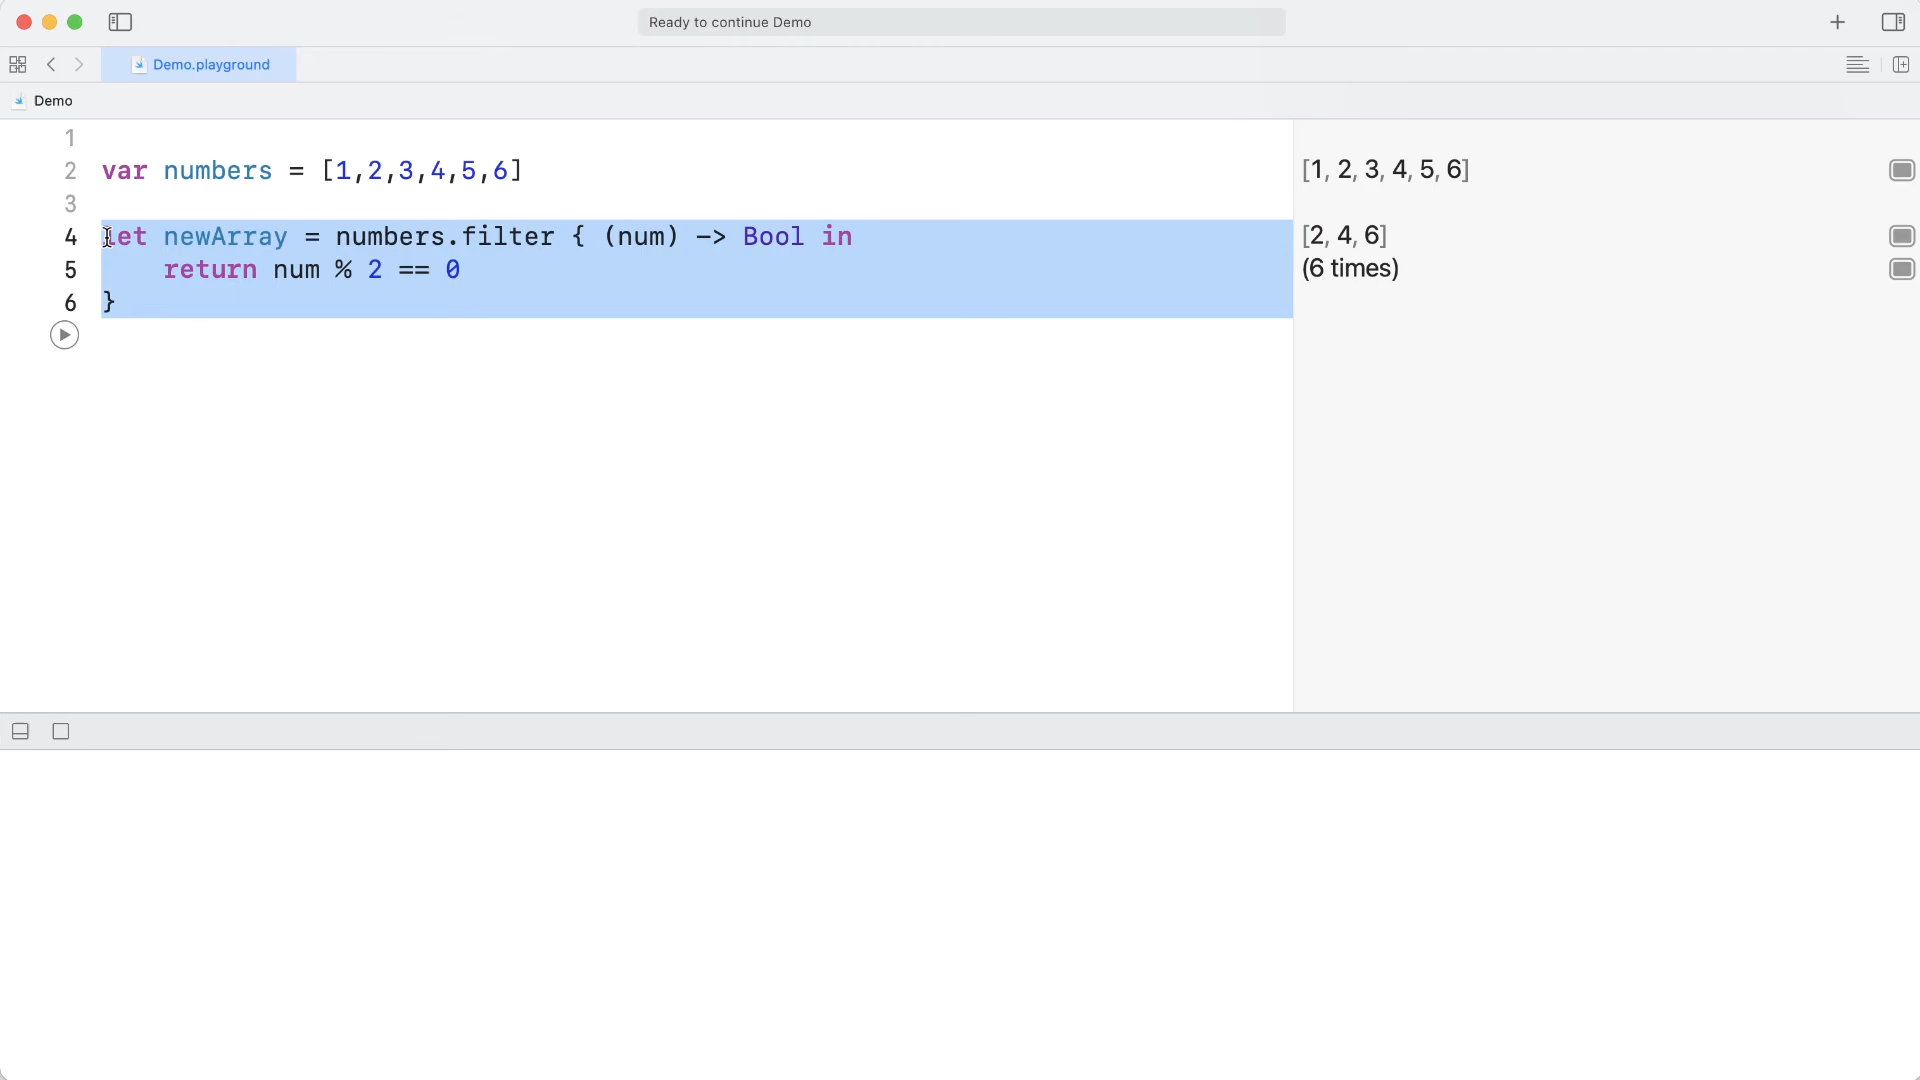 Ready to continue Demo
Demo.playground
Demo
1
2 var numbers = [1,2,3,4,5,6]
[1, 2, 3, 4, 5, 6]
3
4 let newArray = numbers.filter { (num) -> Bool in
[2, 4, 6]
5 return num % 2 == 0
(6 times)
6 }